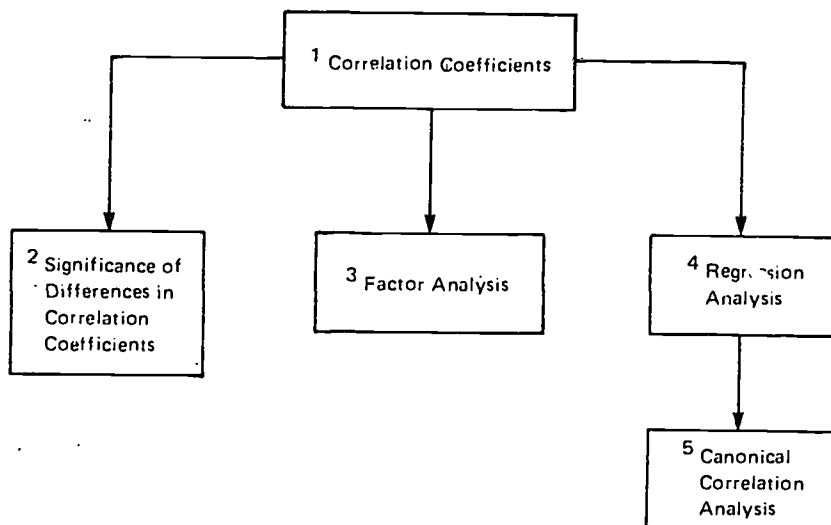 1 Correlation Coefficients
2 Significance of
Differences in
Correlation
Coefficients
3 Factor Analysis
4
Analysis
5 Canonical
Correlation
Analysis